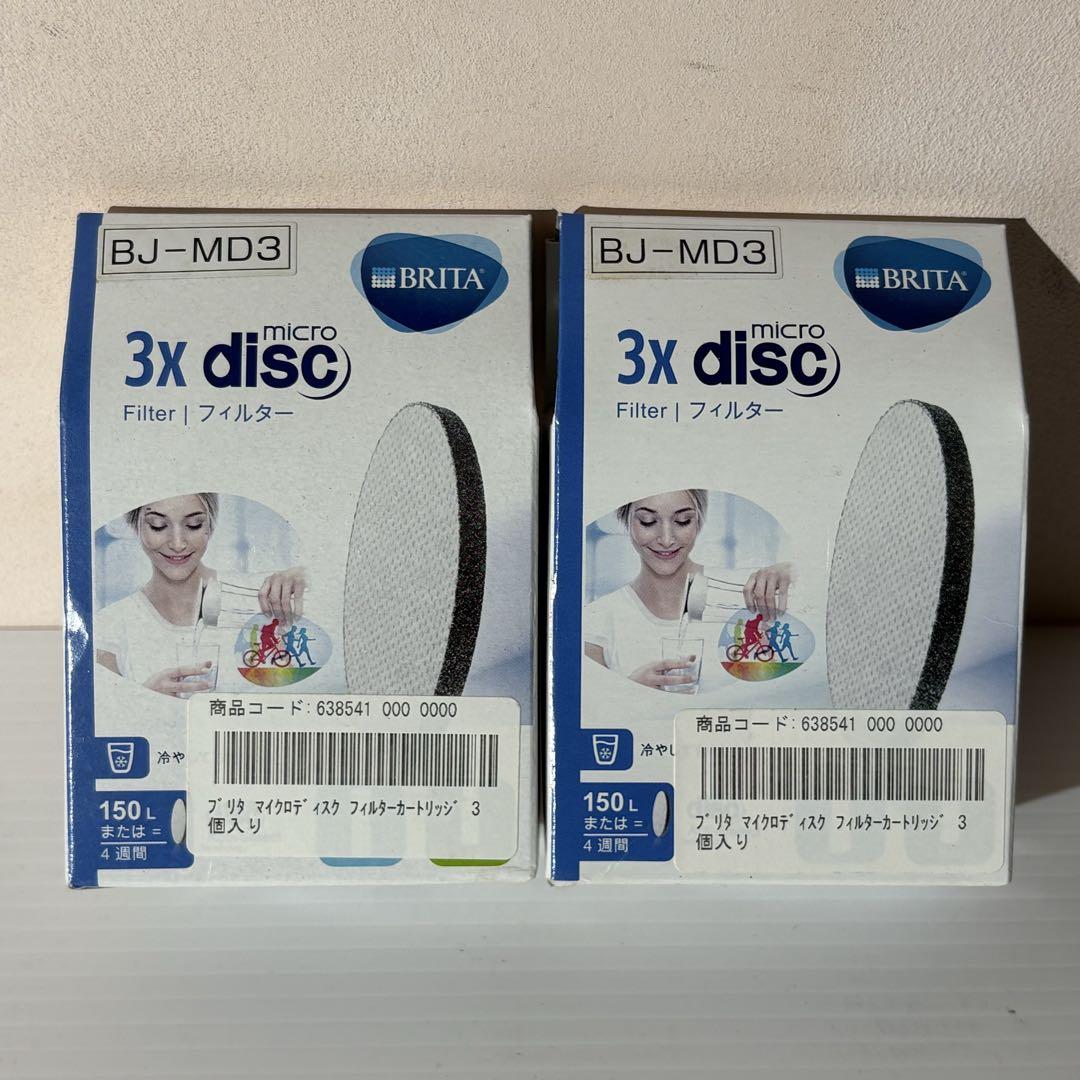 BJ-MD3
BRITA
3x micro disc
Filter | フィルター
冷や
150 L
または =
4 週間
商品コード: 638541 000 0000
ﾌﾞﾘﾀ ﾏｲｸﾛﾃﾞｨｽｸ ﾌｨﾙﾀｰｶｰﾄﾘｯｼﾞ 3
個入り
BJ-MD3
BRITA
3x micro disc
Filter | フィルター
冷やし
150 L
または =
4 週間
商品コード: 638541 000 0000
ﾌﾞﾘﾀ ﾏｲｸﾛﾃﾞｨｽｸ ﾌｨﾙﾀｰｶｰﾄﾘｯｼﾞ 3
個入り